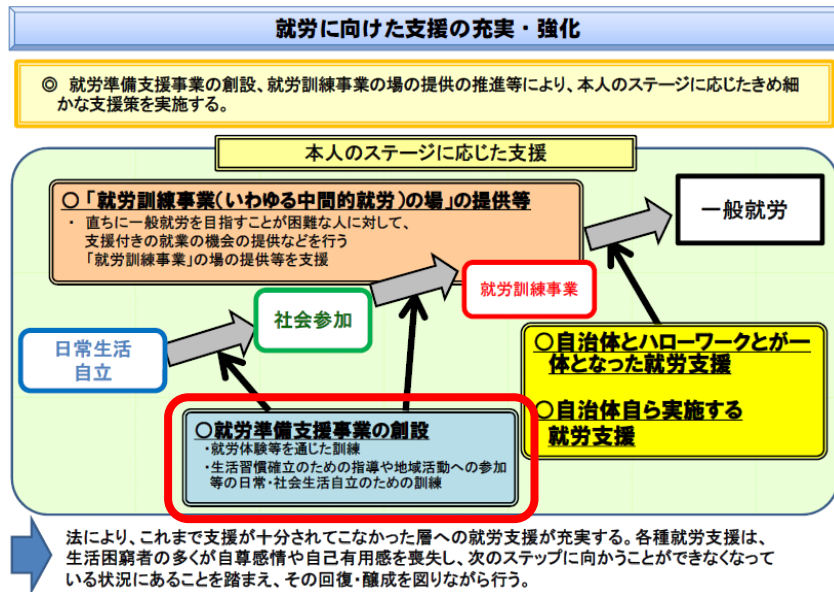 就労に向けた支援の充実・強化
◎ 就労準備支援事業の創設、就労訓練事業の場の提供の推進等により、本人のステージに応じたきめ細
かな支援策を実施する。
本人のステージに応じた支援
○「就労訓練事業(いわゆる中間的就労)の場」の提供等
・ 直ちに一般就労を目指すことが困難な人に対して、
支援付きの就業の機会の提供などを行う
「就労訓練事業」の場の提供等を支援
一般就労
就労訓練事業
社会参加
日常生活
自立
○自治体とハローワークとが一
体となった就労支援
○自治体自ら実施する
就労支援
○就労準備支援事業の創設
・就労体験等を通じた訓練
・生活習慣確立のための指導や地域活動への参加
等の日常・社会生活自立のための訓練
法により、これまで支援が十分されてこなかった層への就労支援が充実する。各種就労支援は、
生活困窮者の多くが自尊感情や自己有用感を喪失し、次のステップに向かうことができなくなって
いる状況にあることを踏まえ、その回復・醸成を図りながら行う。